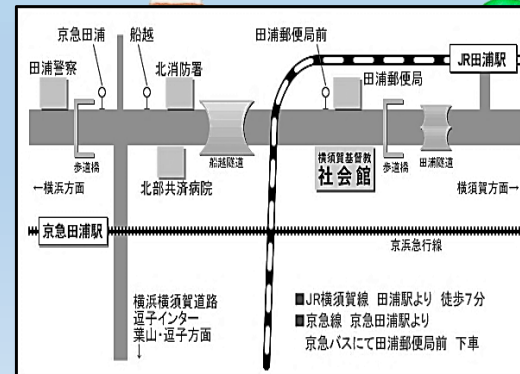 京急田浦
船越
田浦郵便局前
JR田浦駅
田浦警察
北消防署
田浦郵便局
歩道橋
船越隧道
横須賀基督教
社会館
歩道橋
田浦隧道
←横浜方面
北部共済病院
横須賀方面→
京急田浦駅
京浜急行線
横浜横須賀道路
逗子インター
葉山・逗子方面
↓
■JR横須賀線 田浦駅より 徒歩7分
■京急線 京急田浦駅より
京急バスにて田浦郵便局前 下車